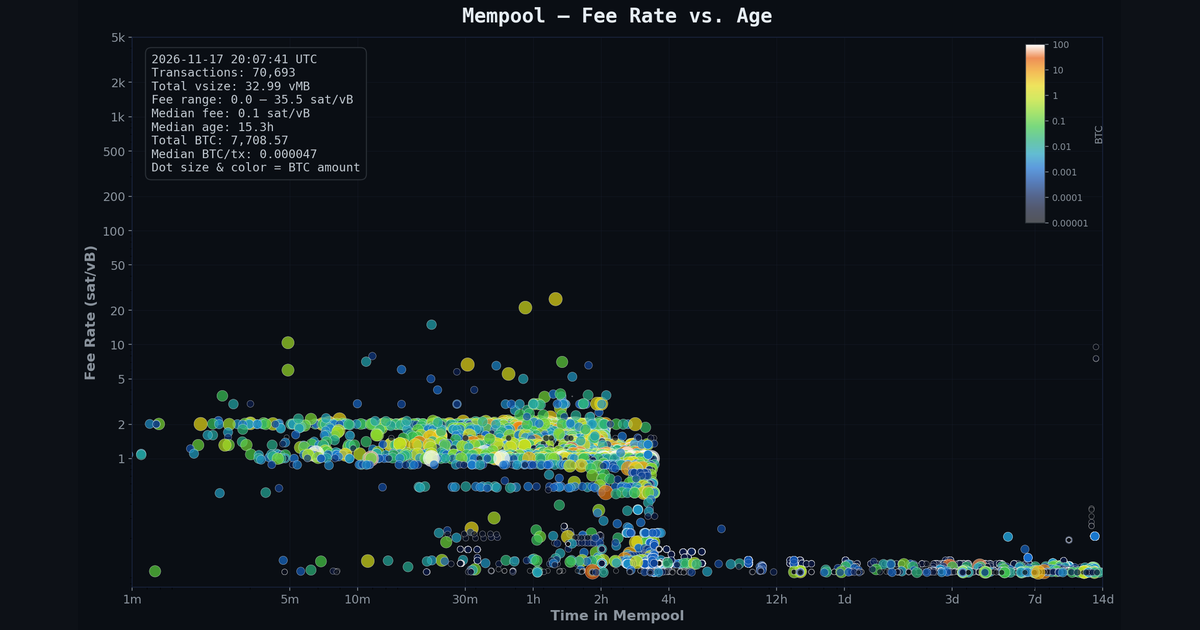 Mempool — Fee Rate vs. Age
2026-11-17 20:07:41 UTC
Transactions: 70,693
Total vsize: 32.99 vMB
Fee range: 0.0 – 35.5 sat/vB
Median fee: 0.1 sat/vB
Median age: 15.3h
Total BTC: 7,708.57
Median BTC/tx: 0.000047
Dot size & color = BTC amount
100
10
1
0.1
0.01
0.001
0.0001
0.00001
BTC
Fee Rate (sat/vB)
5k
2k
1k
500
200
100
50
20
10
5
2
1
1m 5m 10m 30m 1h 2h 4h 12h 1d 3d 7d 14d
Time in Mempool